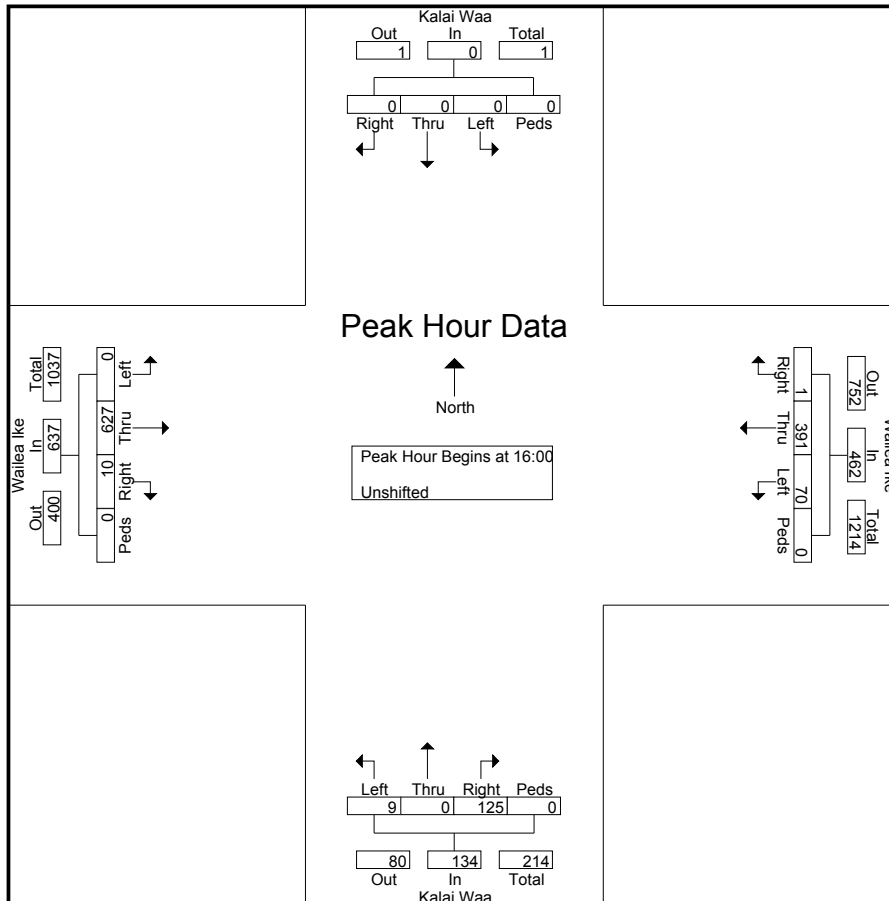 Kalai Waa
Out In Total
1 0 1
0 0 0 0
Right Thru Left Peds
Peak Hour Data
North
Peak Hour Begins at 16:00
Unshifted
Wailea Ike
Total In Out
1037 637 400
0 627 10 0
Left Thru Right Peds
Right Thru Left Peds
1 391 70 0
Out In Total
752 462 1214
Wailea Ike
Left Thru Right Peds
9 0 125 0
80 134 214
Out In Total
Kalai Waa